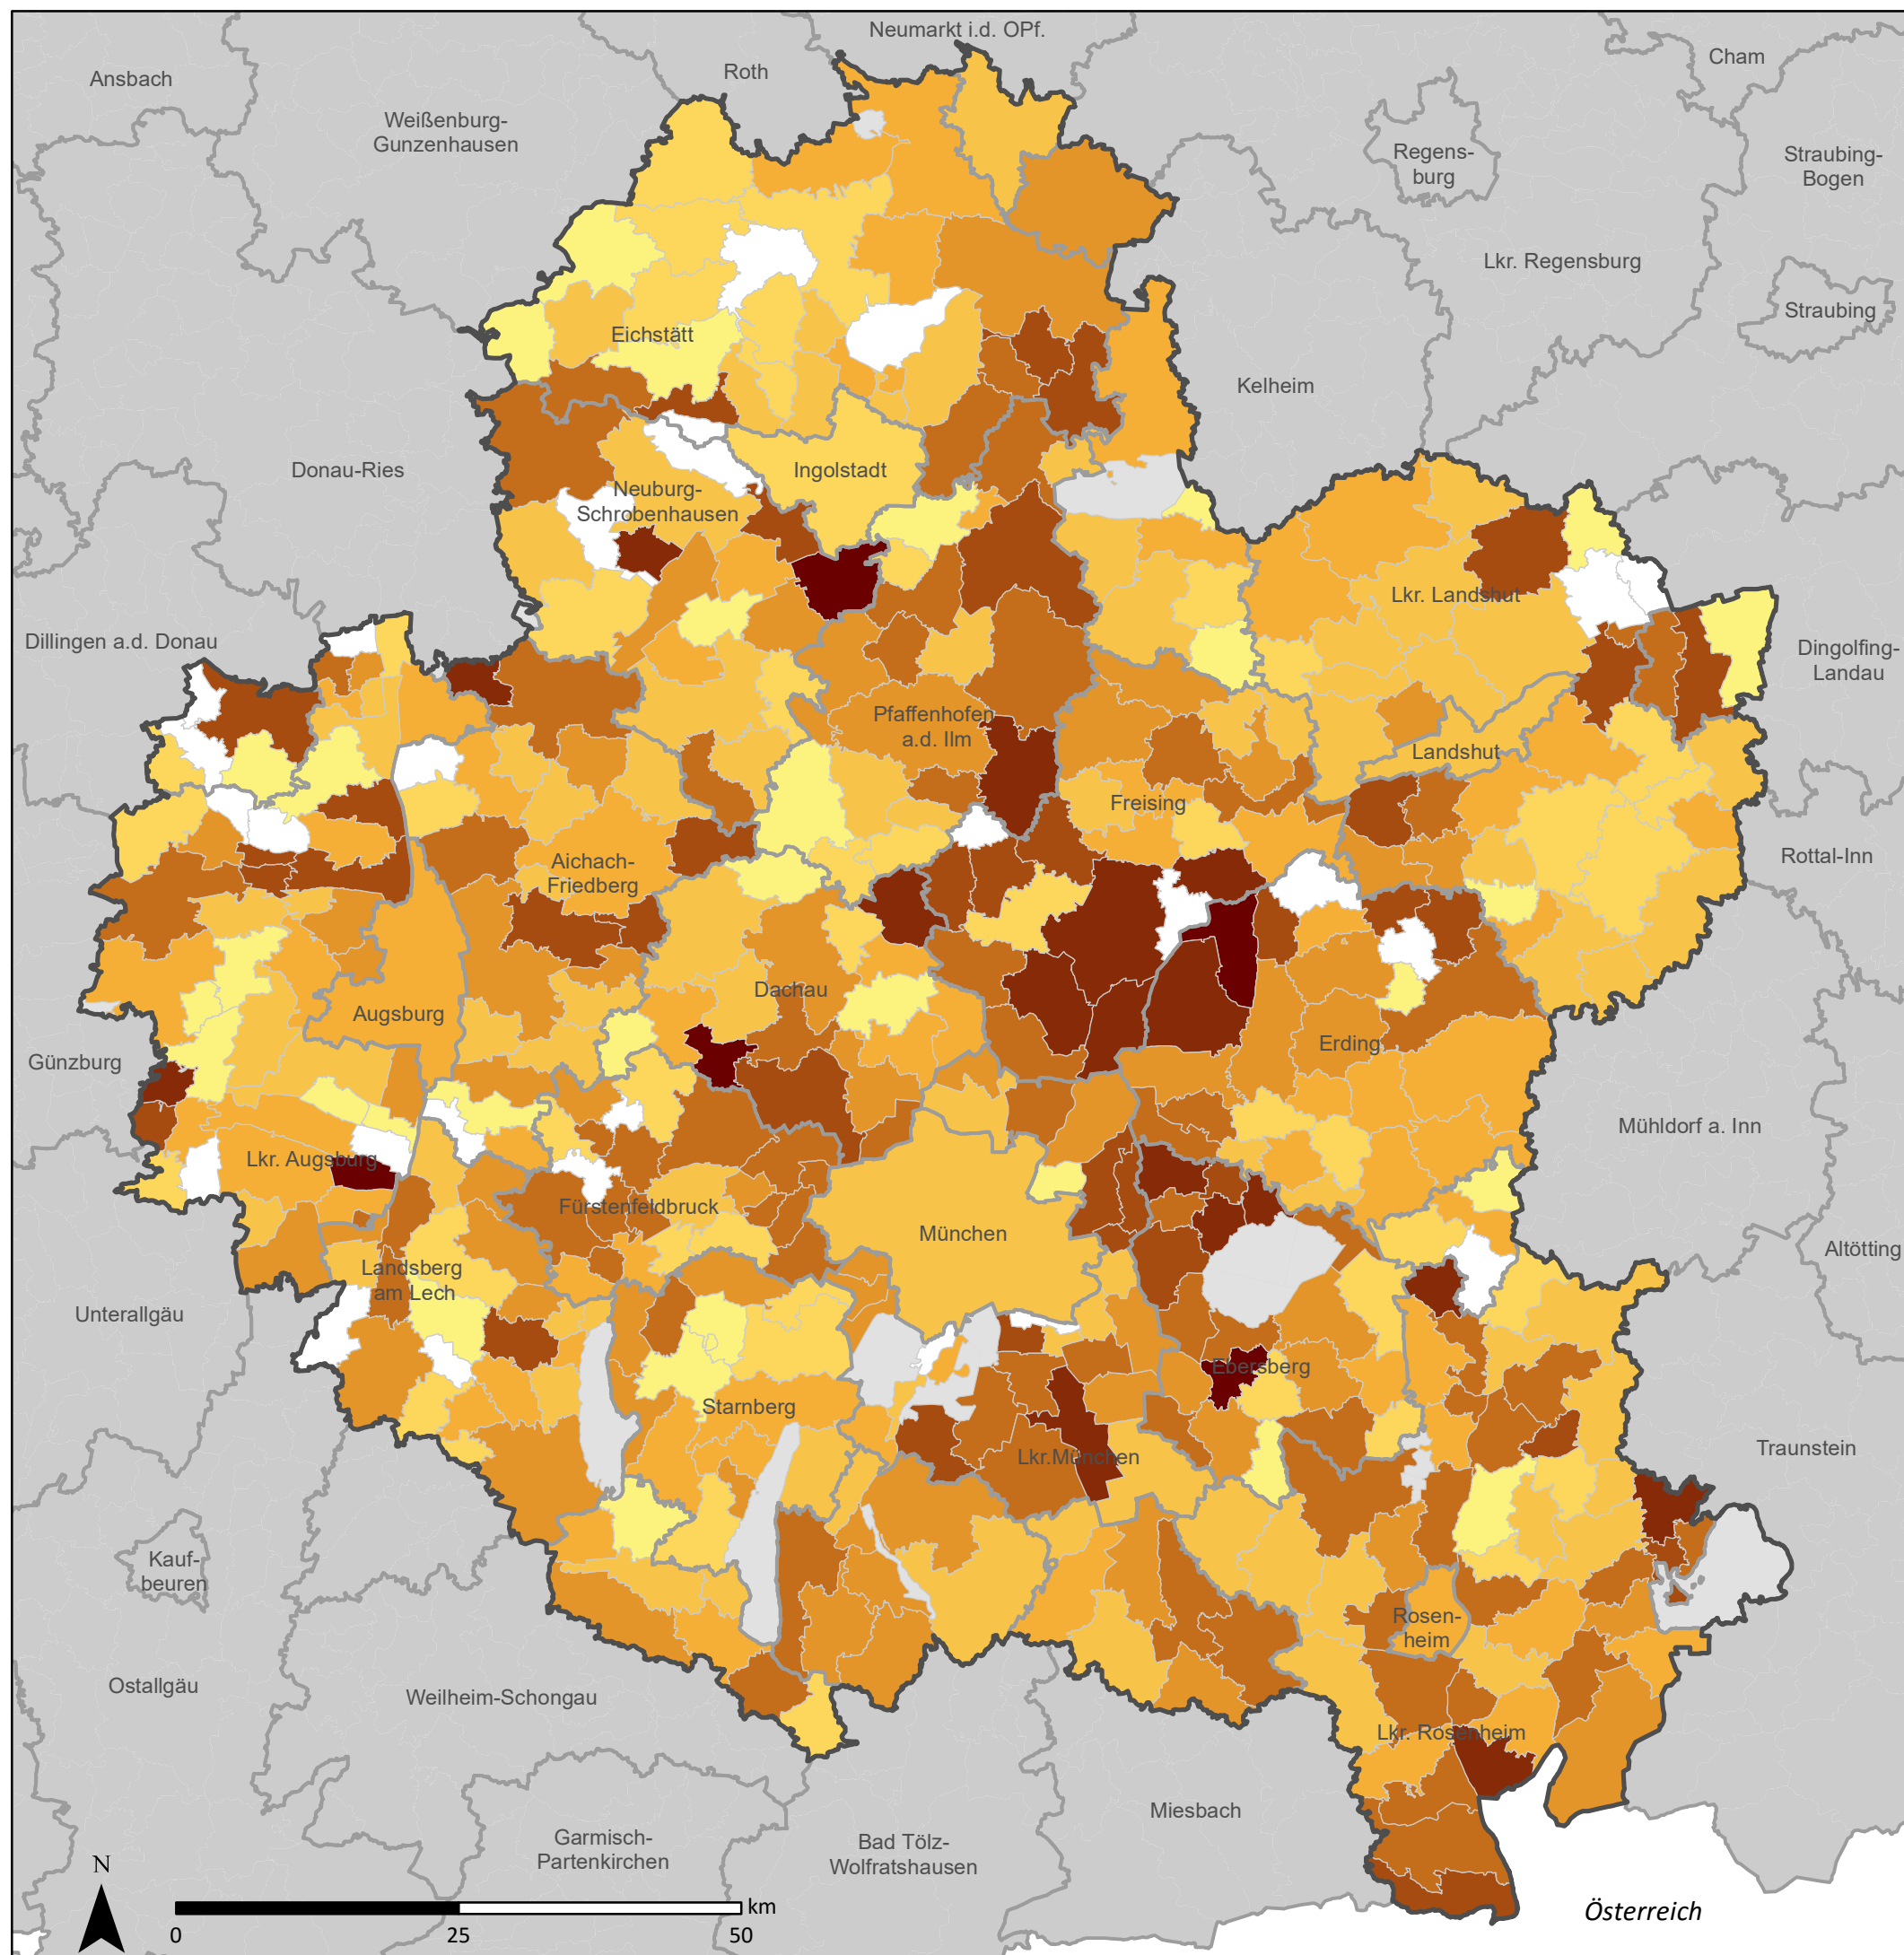 Neumarkt i.d. OPf.
Cham
Ansbach
Roth
Weißenburg-
Gunzenhausen
Regens-
burg
Straubing-
Bogen
Lkr. Regensburg
Straubing
Eichstätt
Kelheim
Donau-Ries
Ingolstadt
Neuburg-
Schrobenhausen
Lkr. Landshut
Dillingen a.d. Donau
Dingolfing-
Landau
Pfaffenhofen
a.d. Ilm
Landshut
Freising
Aichach-
Friedberg
Rottal-Inn
Dachau
Augsburg
Erding
Günzburg
Mühldorf a. Inn
Lkr. Augsburg
Fürstenfeldbruck
München
Altötting
Landsberg
am Lech
Unterallgäu
Ebersberg
Starnberg
Lkr.München
Traunstein
Kauf-
beuren
Rosen-
heim
Ostallgäu
Weilheim-Schongau
Lkr. Rosenheim
Miesbach
Garmisch-
Partenkirchen
Bad Tölz-
Wolfratshausen
N
km
0 25 50
Österreich